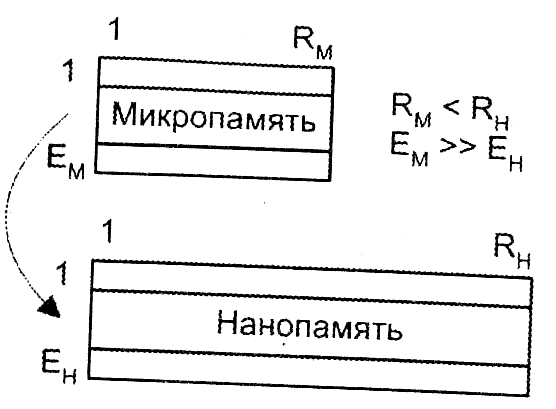 1 R_M
1
Микропамять
E_M
R_M < R_H
E_M >> E_H
1 R_H
1
Нанопамять
E_H